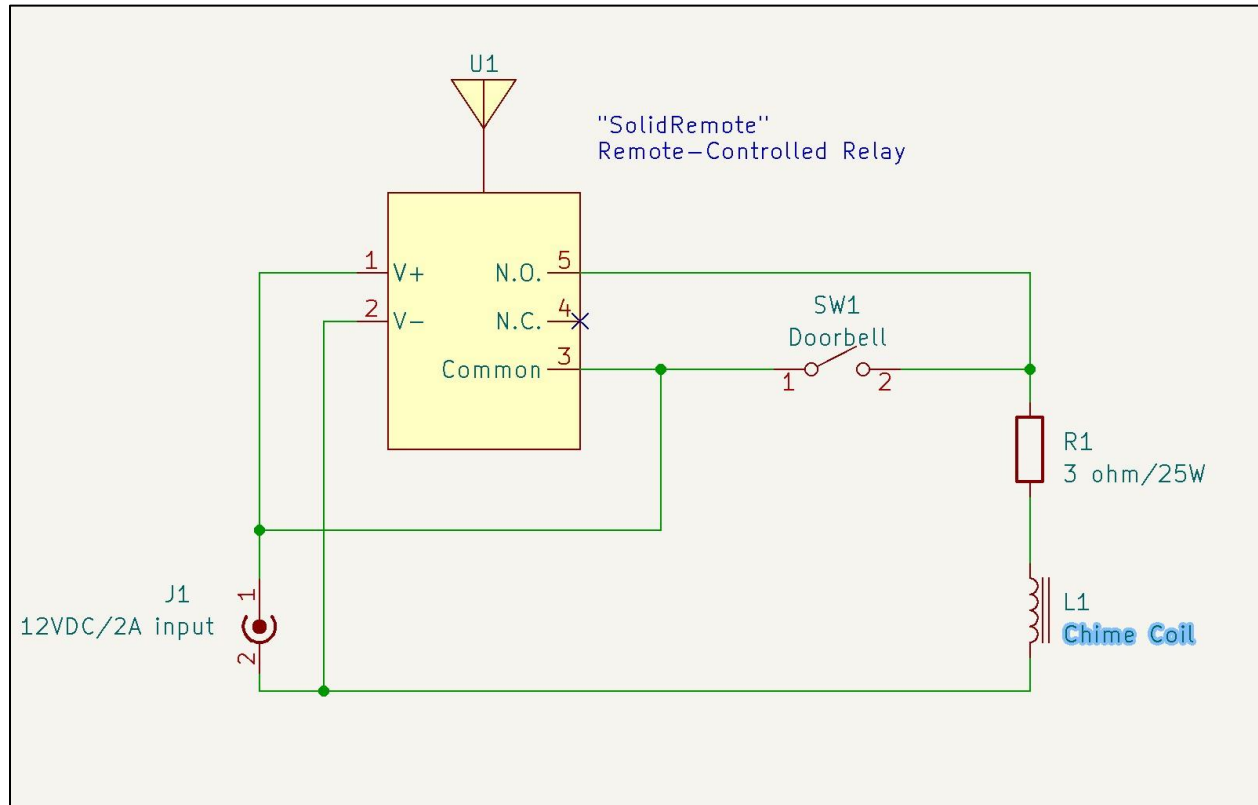 U1
"SolidRemote"
Remote-Controlled Relay
1 V+ N.O. 5
2 V- N.C. 4
Common 3
SW1
Doorbell
1 2
R1
3 ohm/25W
J1
12VDC/2A input
1
2
L1
Chime Coil